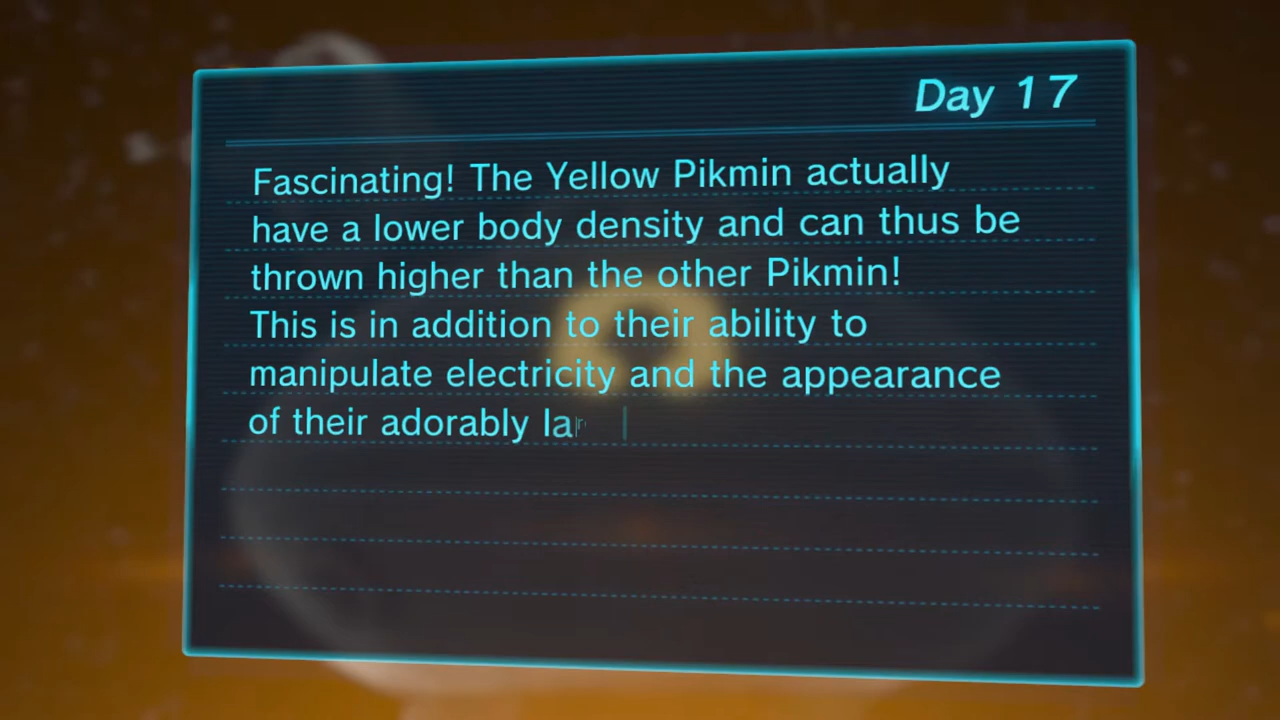 Day 17
Fascinating! The Yellow Pikmin actually
have a lower body density and can thus be
thrown higher than the other Pikmin!
This is in addition to their ability to
manipulate electricity and the appearance
of their adorably la